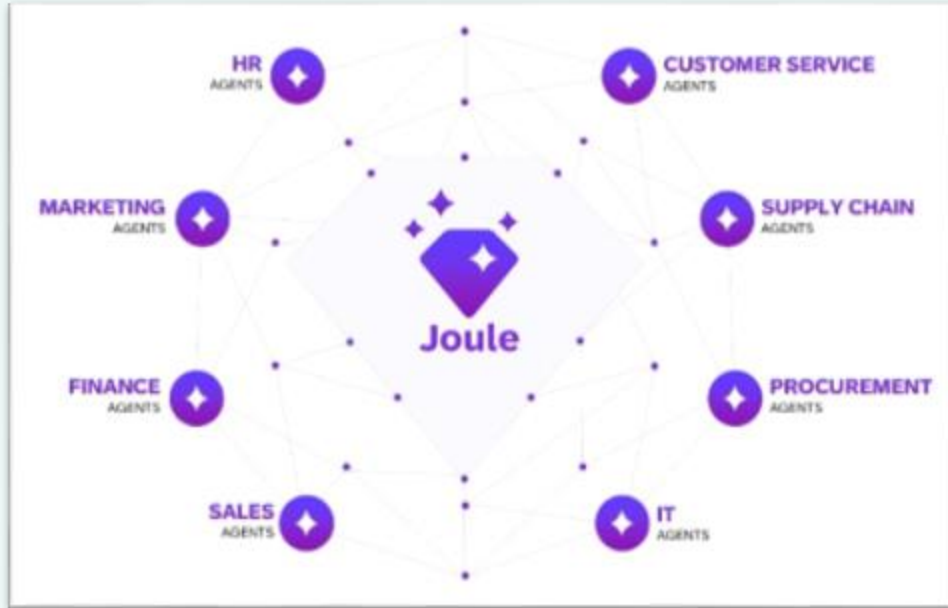 HR
AGENTS
CUSTOMER SERVICE
AGENTS
MARKETING
AGENTS
SUPPLY CHAIN
AGENTS
Joule
FINANCE
AGENTS
PROCUREMENT
AGENTS
SALES
AGENTS
IT
AGENTS